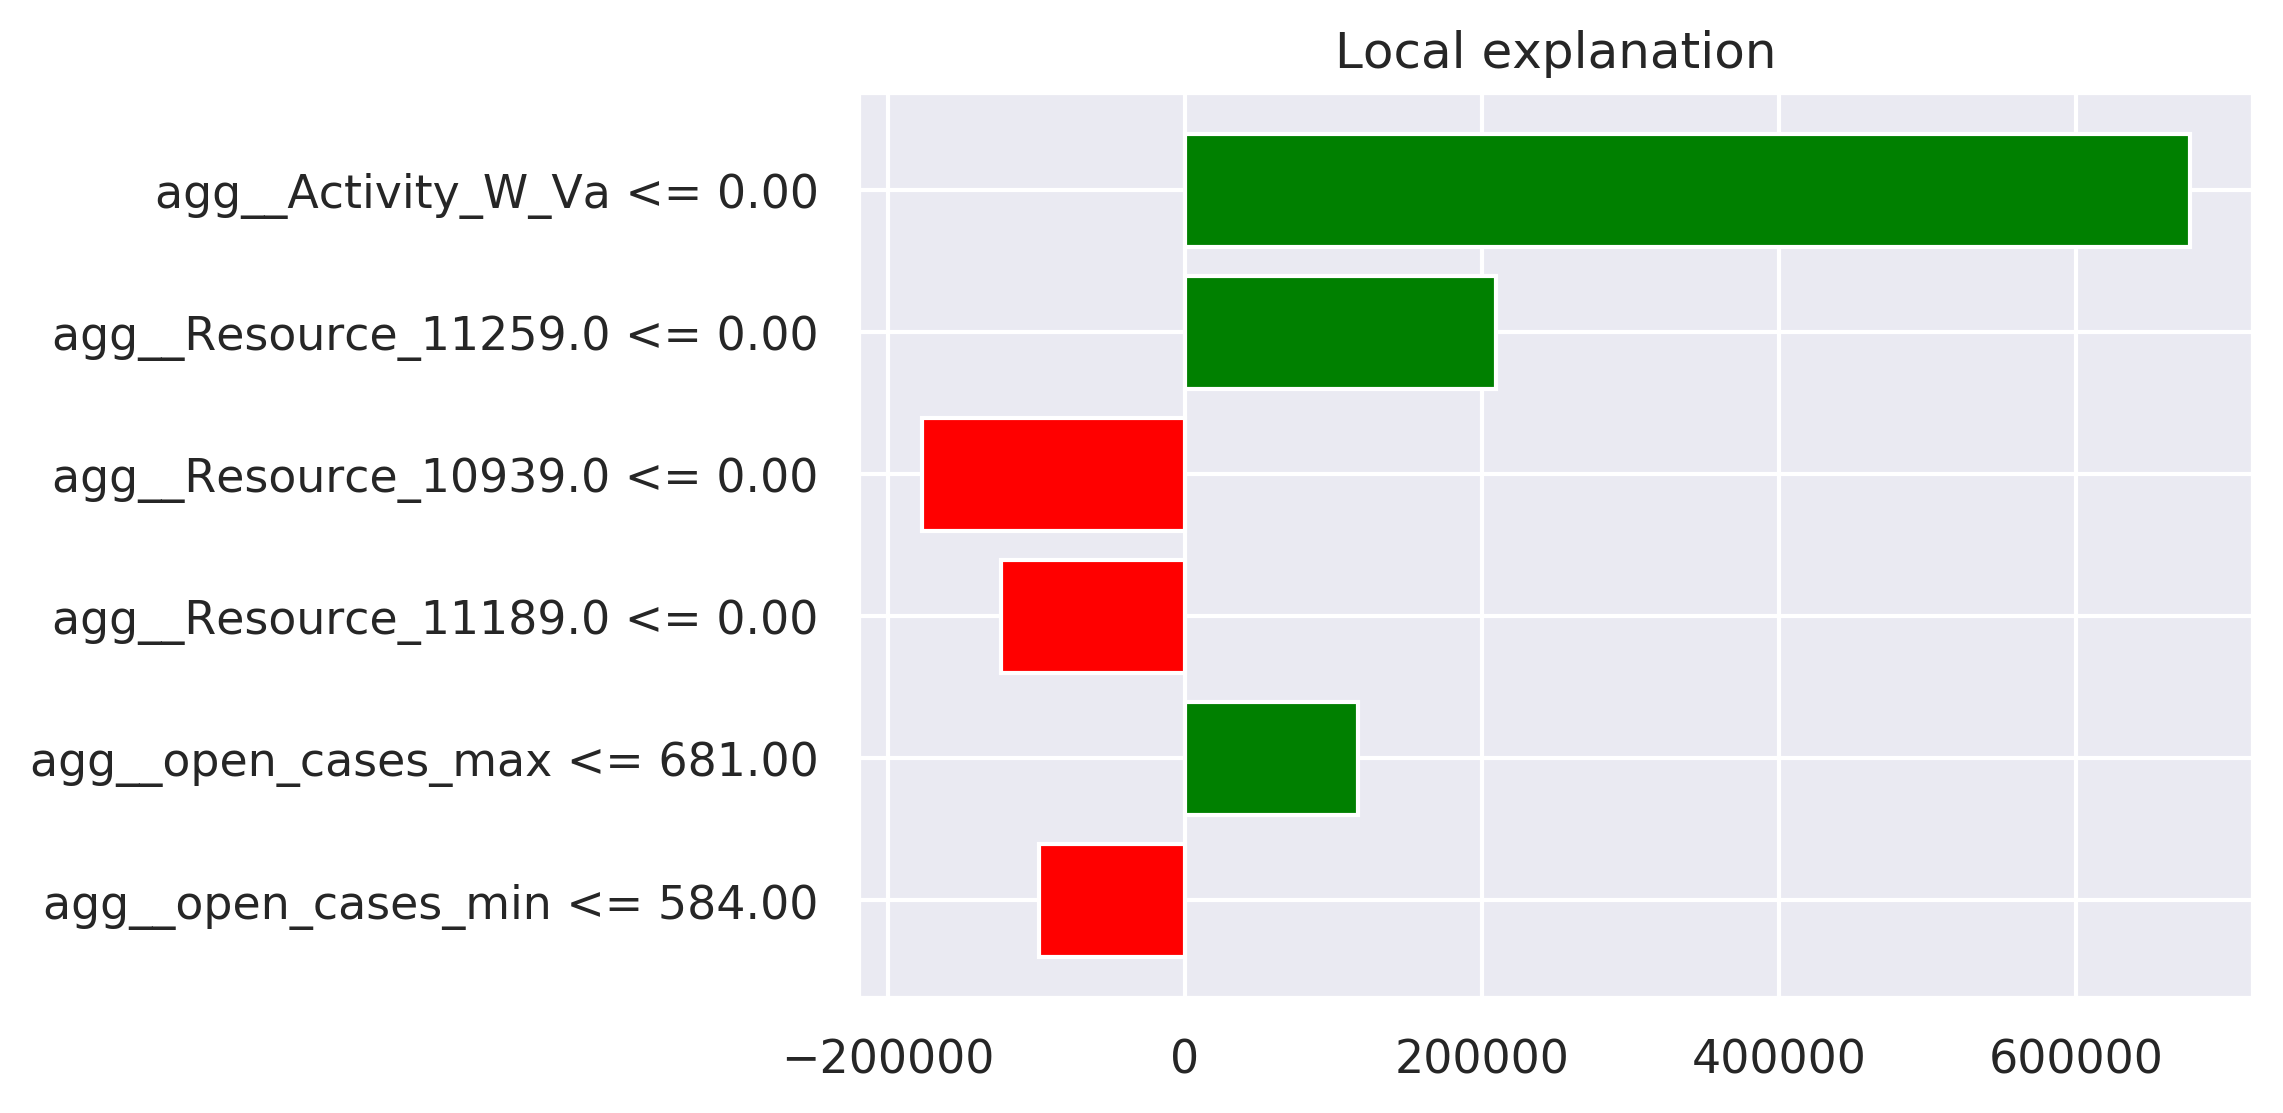 Local explanation
agg__Activity_W_Va <= 0.00
agg__Resource_11259.0 <= 0.00
agg__Resource_10939.0 <= 0.00
agg__Resource_11189.0 <= 0.00
agg__open_cases_max <= 681.00
agg__open_cases_min <= 584.00
−200000 0 200000 400000 600000